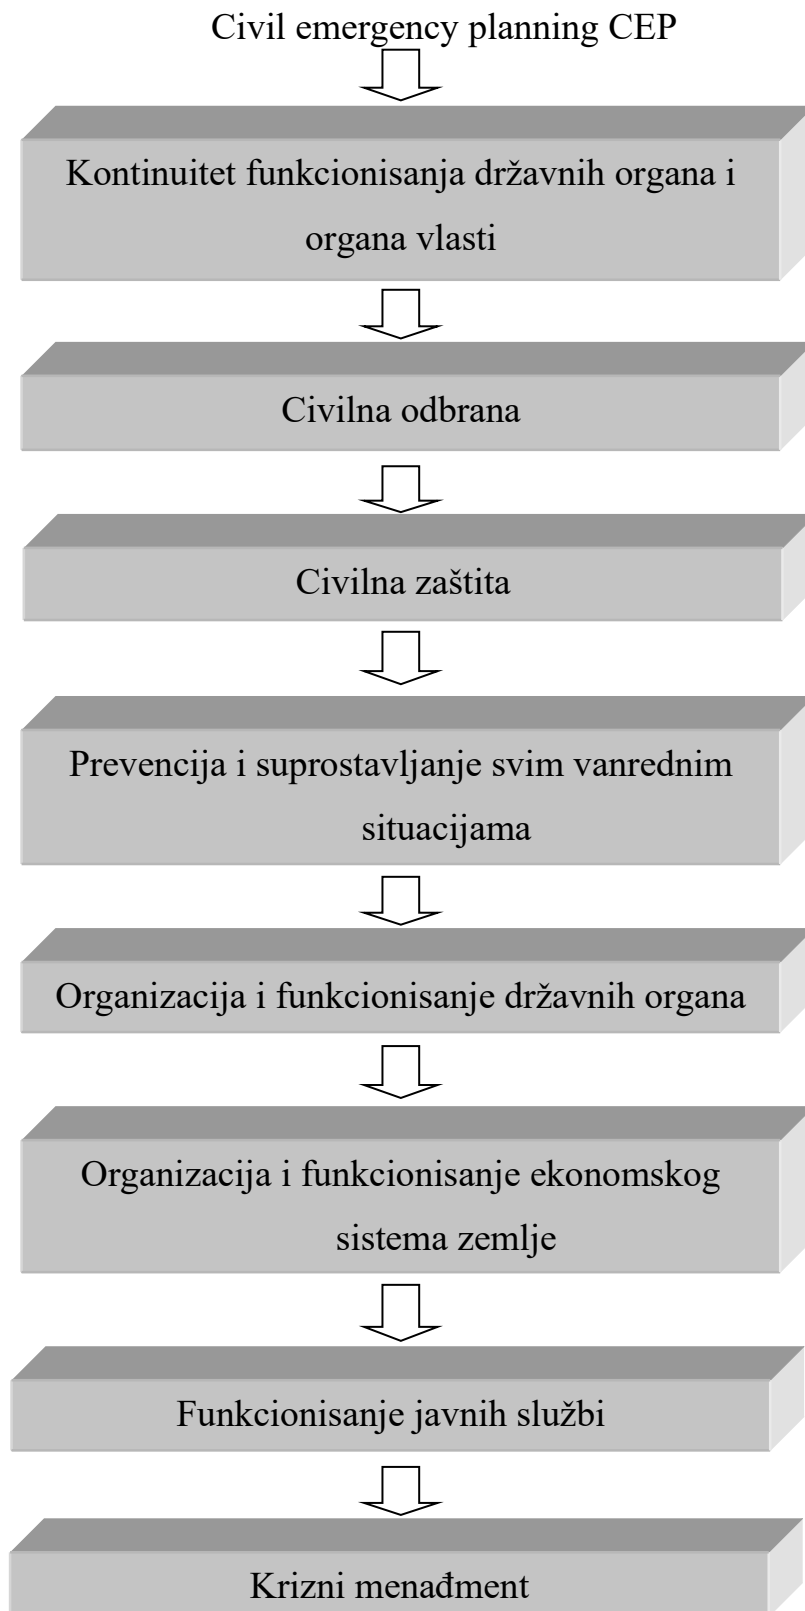 Civil emergency planning CEP
Kontinuitet funkcionisanja državnih organa i
organa vlasti
Civilna odbrana
Civilna zaštita
Prevencija i suprostavljanje svim vanrednim
situacijama
Organizacija i funkcionisanje državnih organa
Organizacija i funkcionisanje ekonomskog
sistema zemlje
Funkcionisanje javnih službi
Krizni menađment